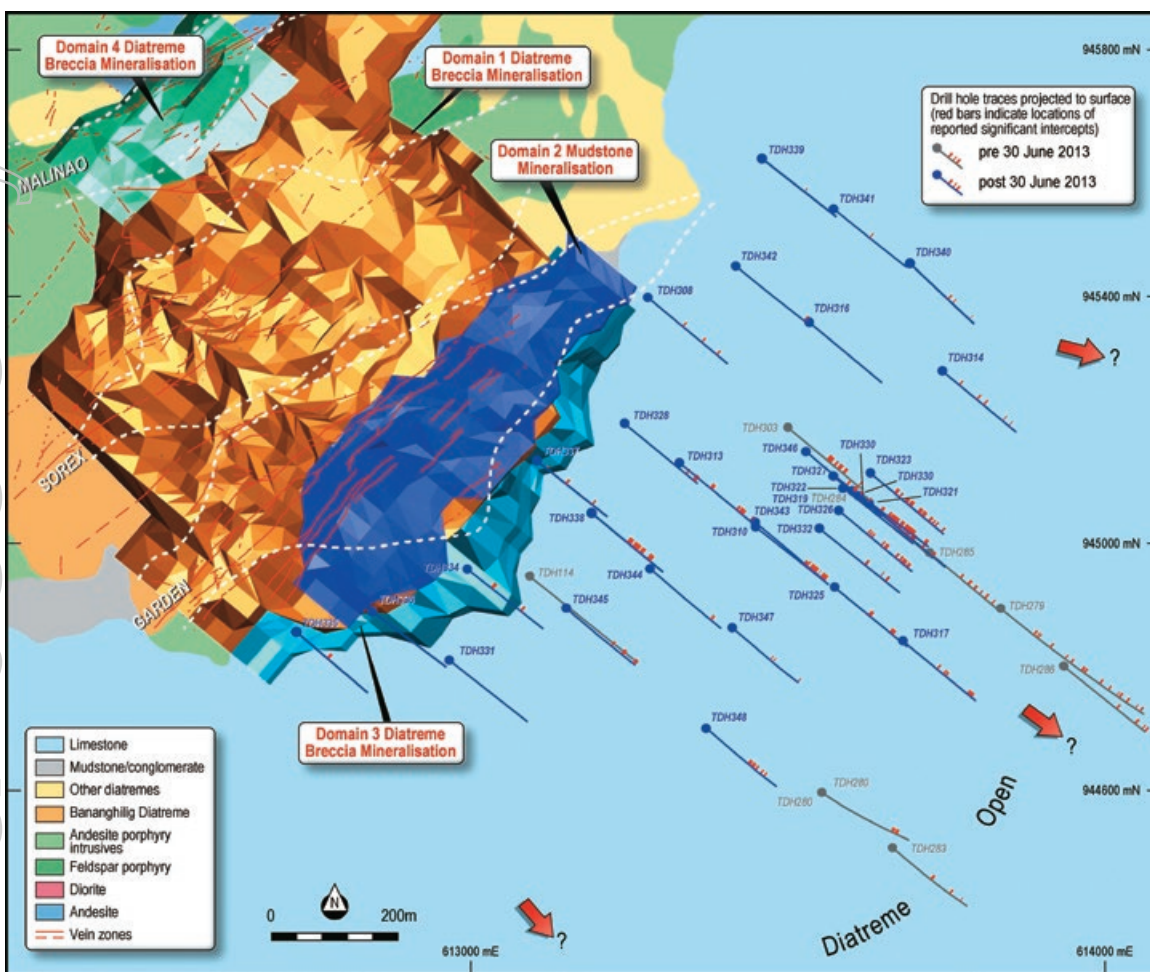 Domain 4 Diatreme
Breccia Mineralisation
Domain 1 Diatreme
Breccia Mineralisation
Domain 2 Mudstone
Mineralisation
945800 mN
Drill hole traces projected to surface
(red bars indicate locations of
reported significant intercepts)
pre 30 June 2013
post 30 June 2013
MALINAO
TDH339
TDH341
TDH340
TDH342
TDH308
TDH316
945400 mN
TDH314
?
TDH328
TDH303
TDH346
TDH330
TDH323
TDH313
TDH327
TDH330
TDH322
TDH284
TDH321
TDH319
TDH326
TDH343
TDH310
TDH332
SOREX
TDH338
TDH285
945000 mN
TDH334
TDH114
TDH344
TDH325
TDH279
TDH345
GARDEN
TDH347
TDH317
TDH331
TDH286
Domain 3 Diatreme
Breccia Mineralisation
TDH348
?
TDH280
TDH280
944600 mN
Open
TDH283
Limestone
Mudstone/conglomerate
Other diatremes
Bananghilig Diatreme
Andesite porphyry
intrusives
Feldspar porphyry
Diorite
Andesite
Vein zones
N
0
200m
?
Diatreme
613000 mE
614000 mE